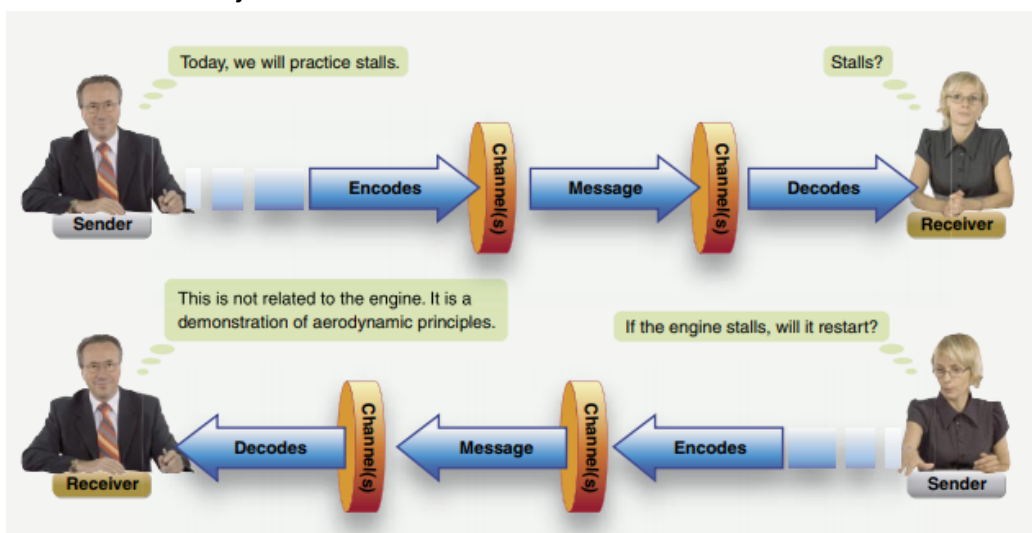 Today, we will practice stalls.
Stalls?
Encodes
Channel(s)
Message
Channel(s)
Decodes
Sender
Receiver
This is not related to the engine. It is a
demonstration of aerodynamic principles.
If the engine stalls, will it restart?
Decodes
Channel(s)
Message
Channel(s)
Encodes
Receiver
Sender